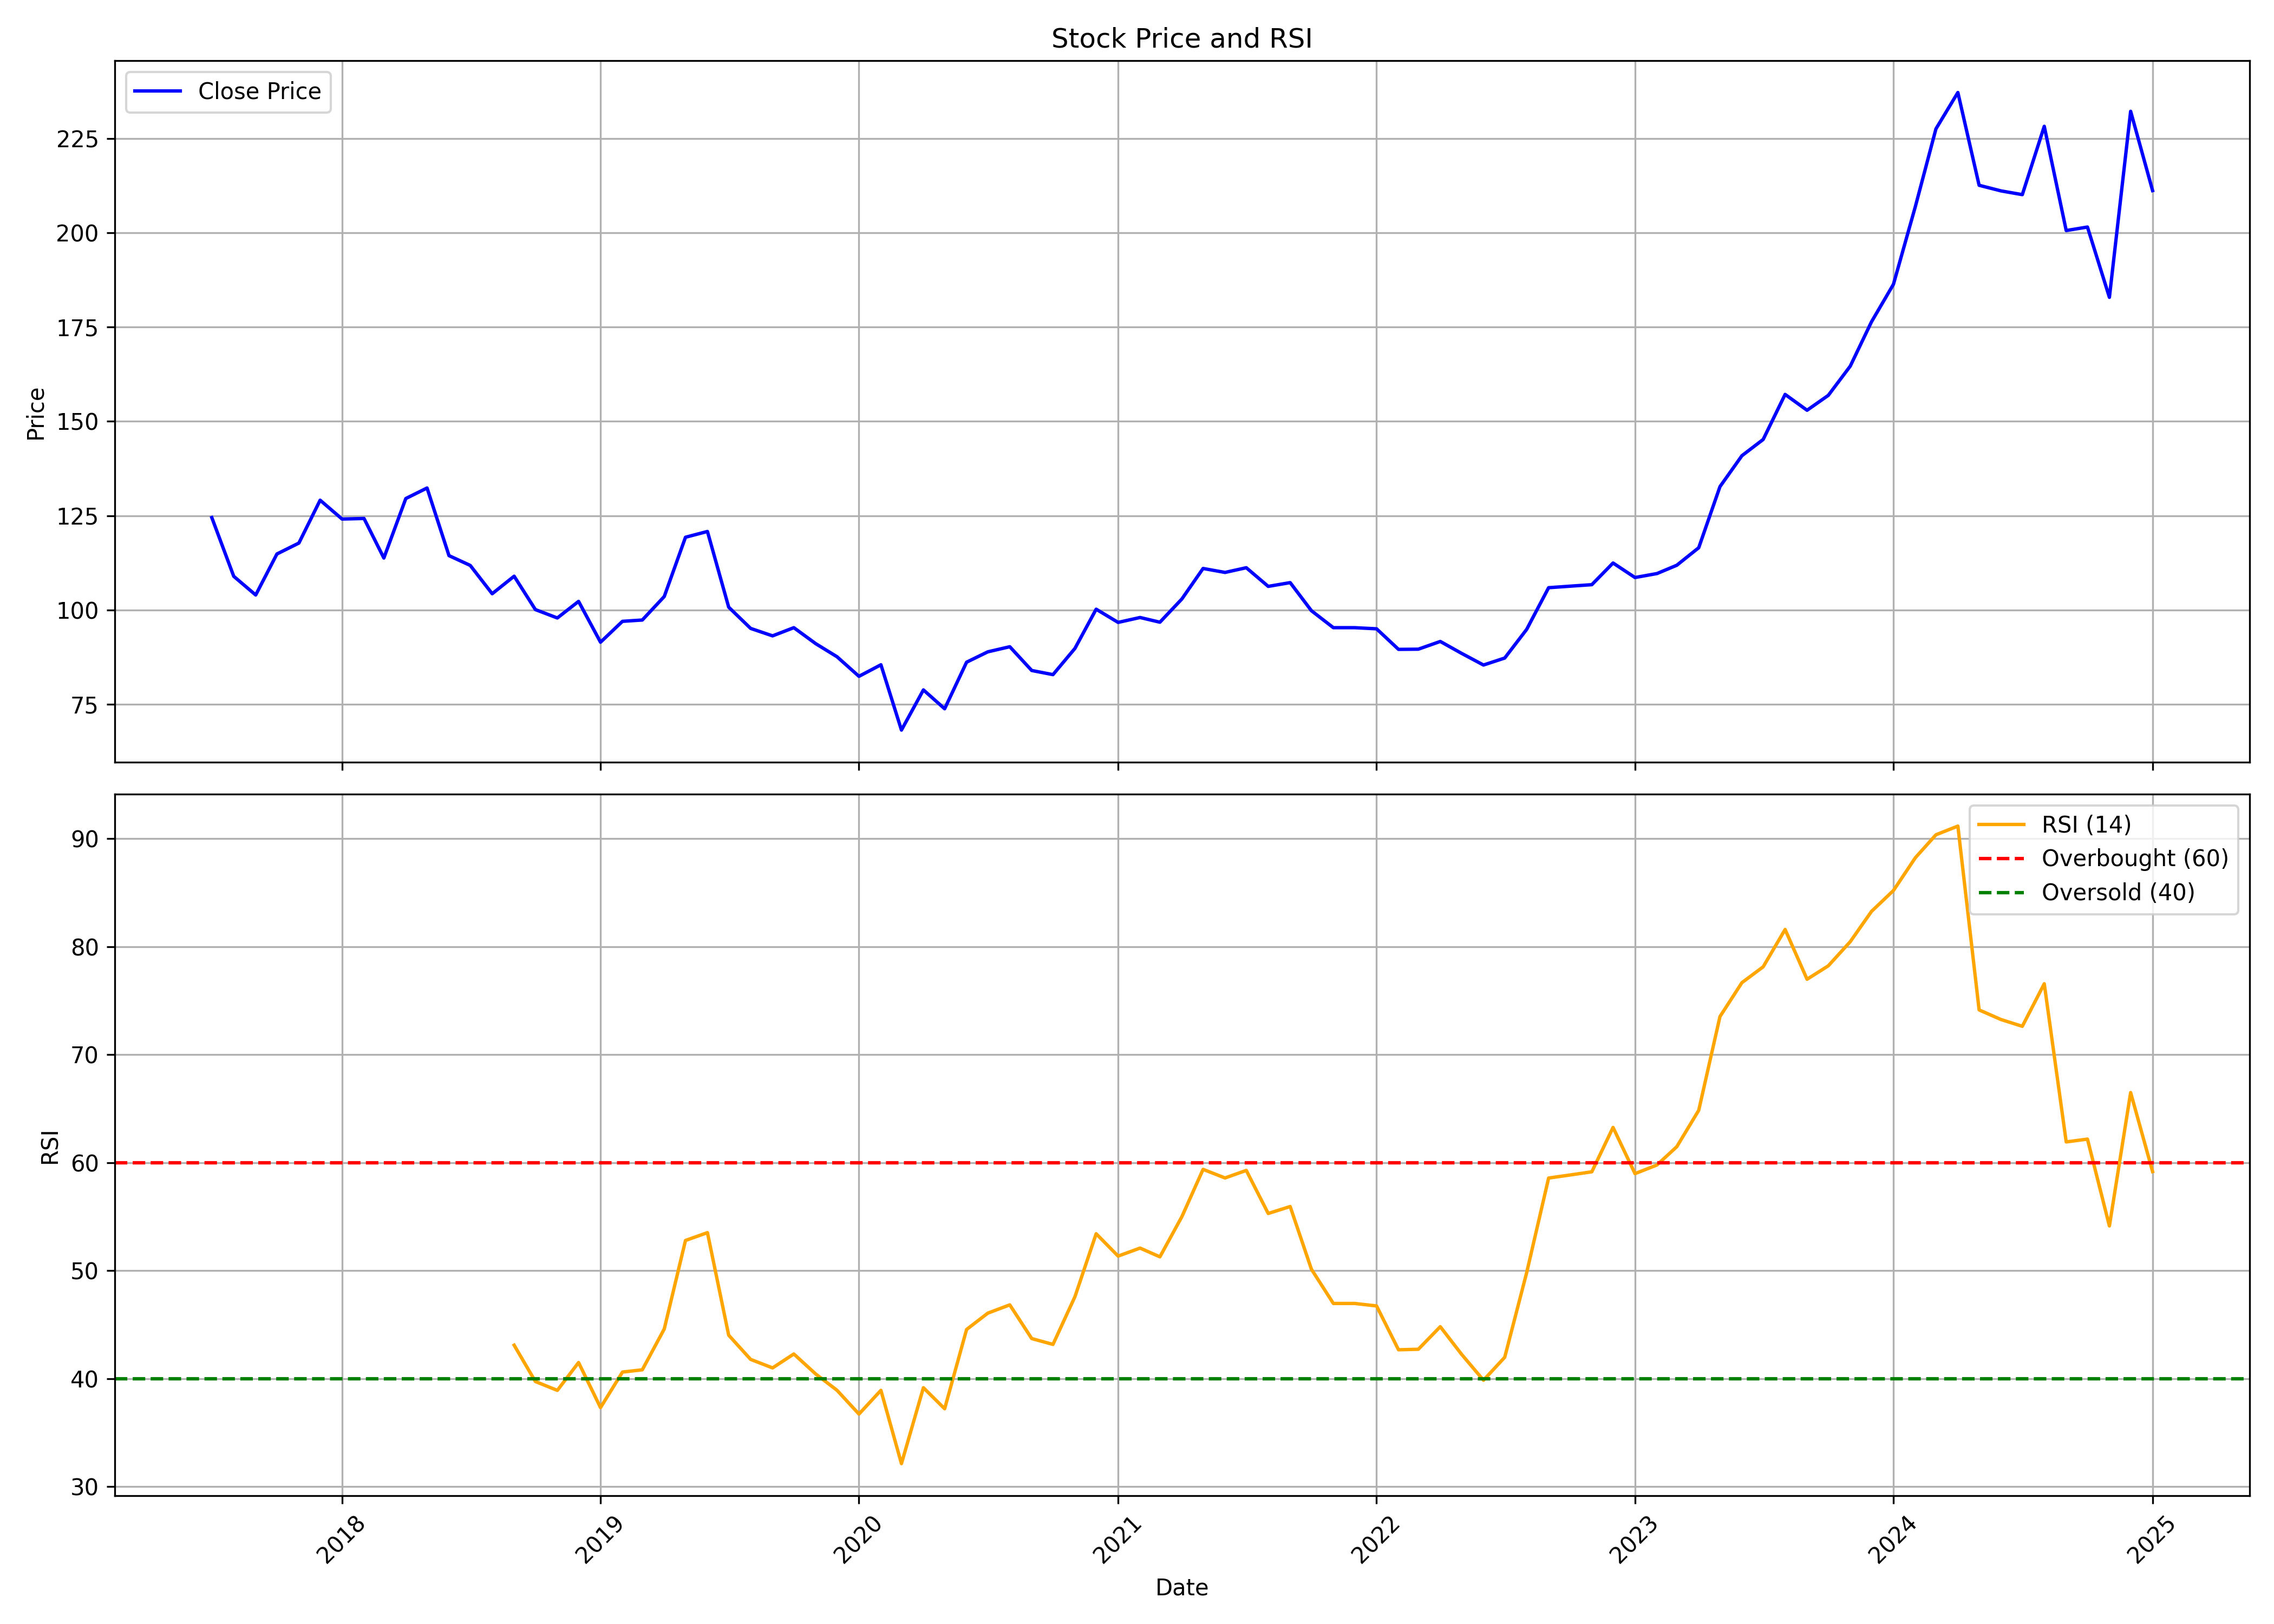 Stock Price and RSI
Close Price
225
200
175
150
125
100
75
Price
RSI (14)
Overbought (60)
Oversold (40)
90
80
70
60
50
40
30
RSI
2018
2019
2020
2021
2022
2023
2024
2025
Date